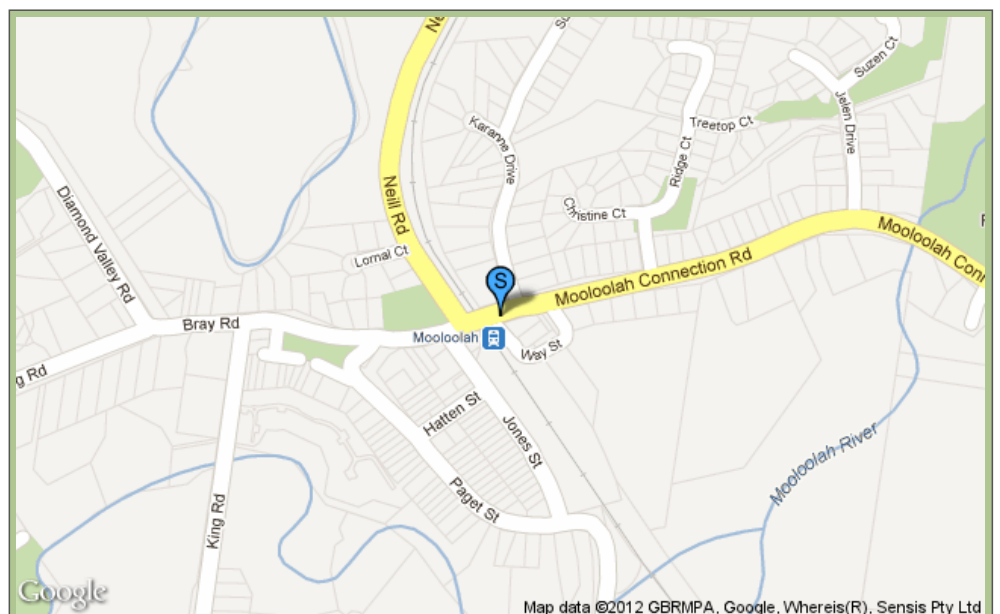 Suzen Ct
Jelen Drive
Treetop Ct
Karanne Drive
Ridge Ct
Neill Rd
Christine Ct
Diamond Valley Rd
Mooloolah Conn
Lornal Ct
Mooloolah Connection Rd
S
Bray Rd
Mooloolah
Way St
g Rd
Hatten St
Jones St
Mooloolah River
Paget St
King Rd
Google
Map data ©2012 GBRMPA, Google, Whereis(R), Sensis Pty Ltd